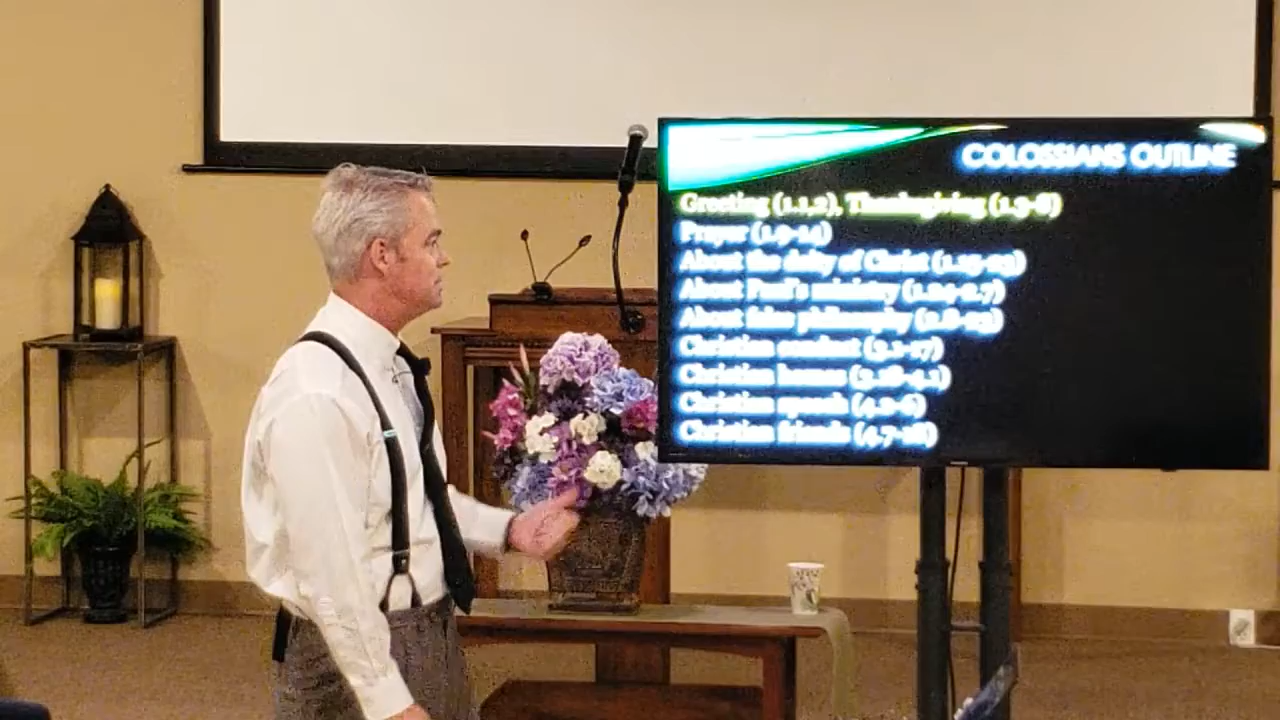 COLOSSIANS OUTLINE
Greeting (1.1,2), Thanksgiving (1.3-8)
Prayer (1.9-14)
About the deity of Christ (1.15-23)
About Paul's ministry (1.24-2.7)
About false philosophy (2.8-23)
Christian conduct (3.1-17)
Christian homes (3.18-4.1)
Christian speech (4.2-6)
Christian friends (4.7-18)